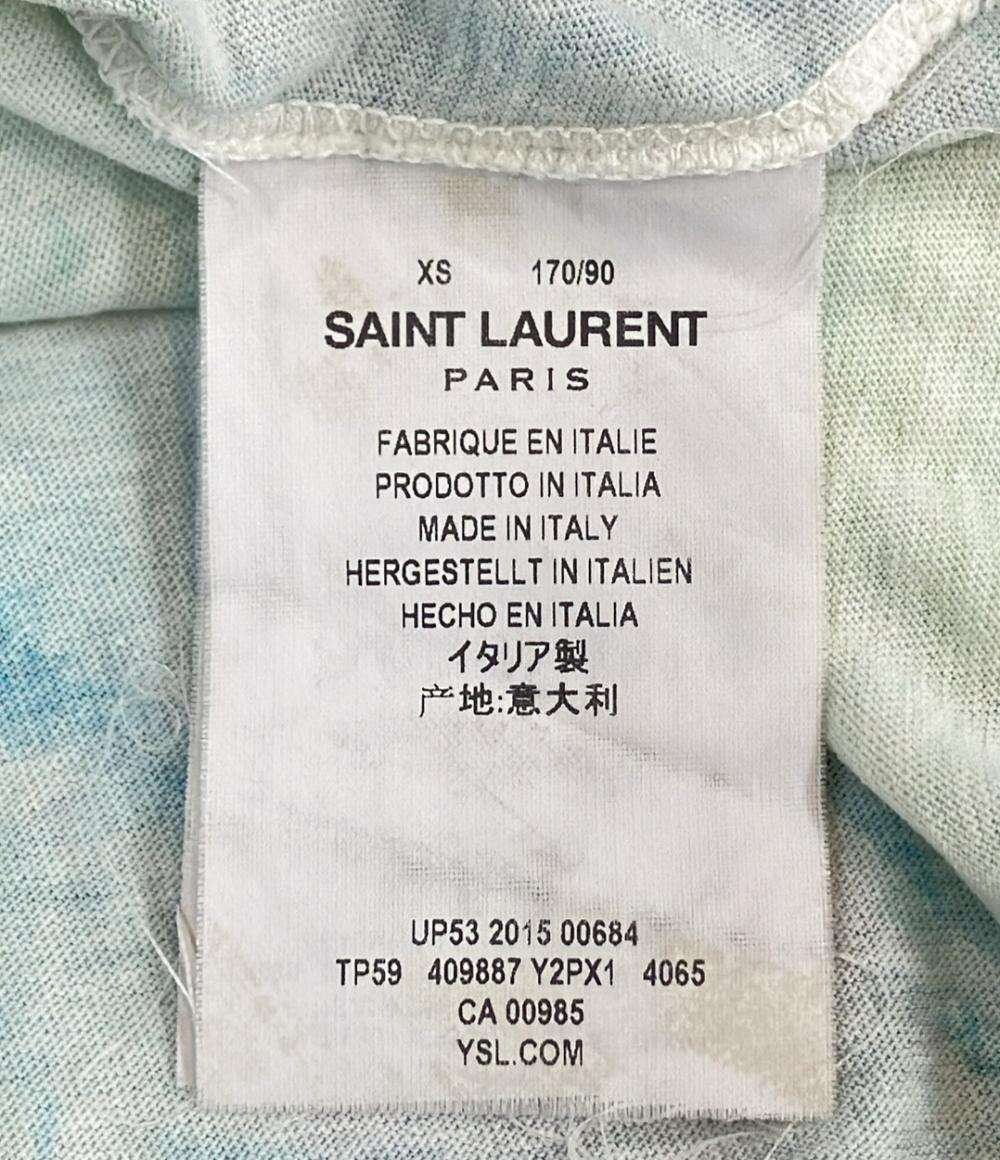 XS 170/90
SAINT LAURENT
PARIS
FABRIQUE EN ITALIE
PRODOTTO IN ITALIA
MADE IN ITALY
HERGESTELLT IN ITALIEN
HECHO EN ITALIA
イタリア製
产地:意大利
UP53 2015 00684
TP59 409887 Y2PX1 4065
CA 00985
YSL.COM